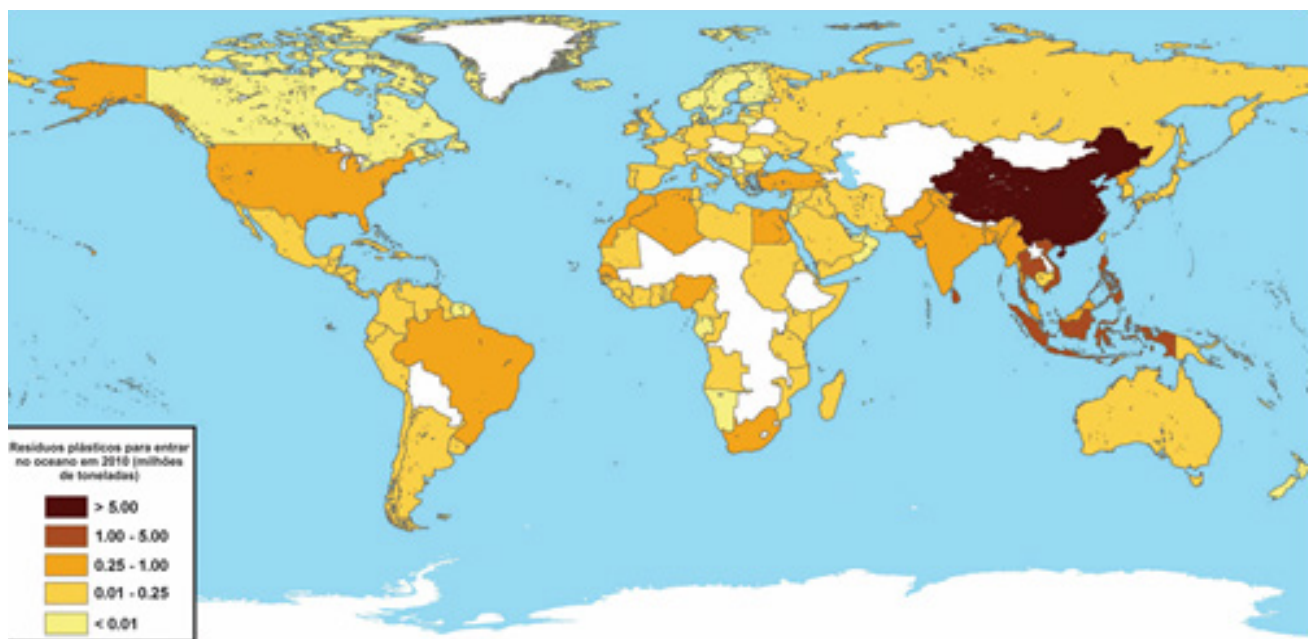 Resíduos plásticos para entrar
no oceano em 2010 (milhões
de toneladas)
> 5.00
1.00 - 5.00
0.25 - 1.00
0.01 - 0.25
< 0.01